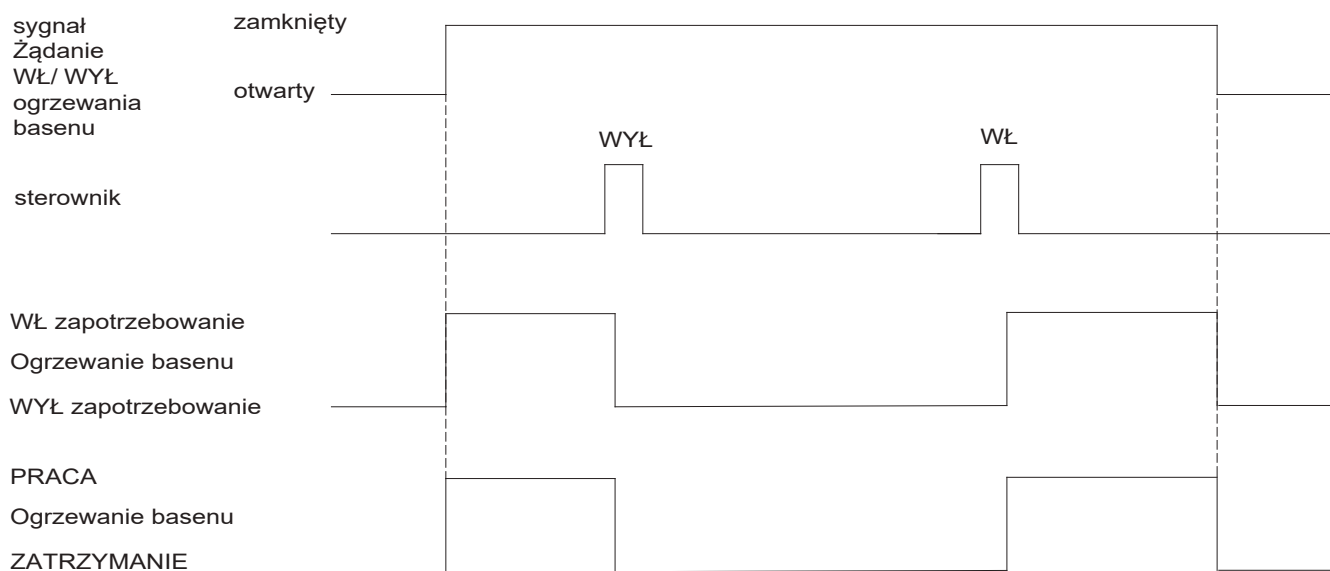 sygnał
Żądanie
WŁ/ WYŁ
ogrzewania
basenu
zamknięty
otwarty
WYŁ
WŁ
sterownik
WŁ zapotrzebowanie
Ogrzewanie basenu
WYŁ zapotrzebowanie
PRACA
Ogrzewanie basenu
ZATRZYMANIE